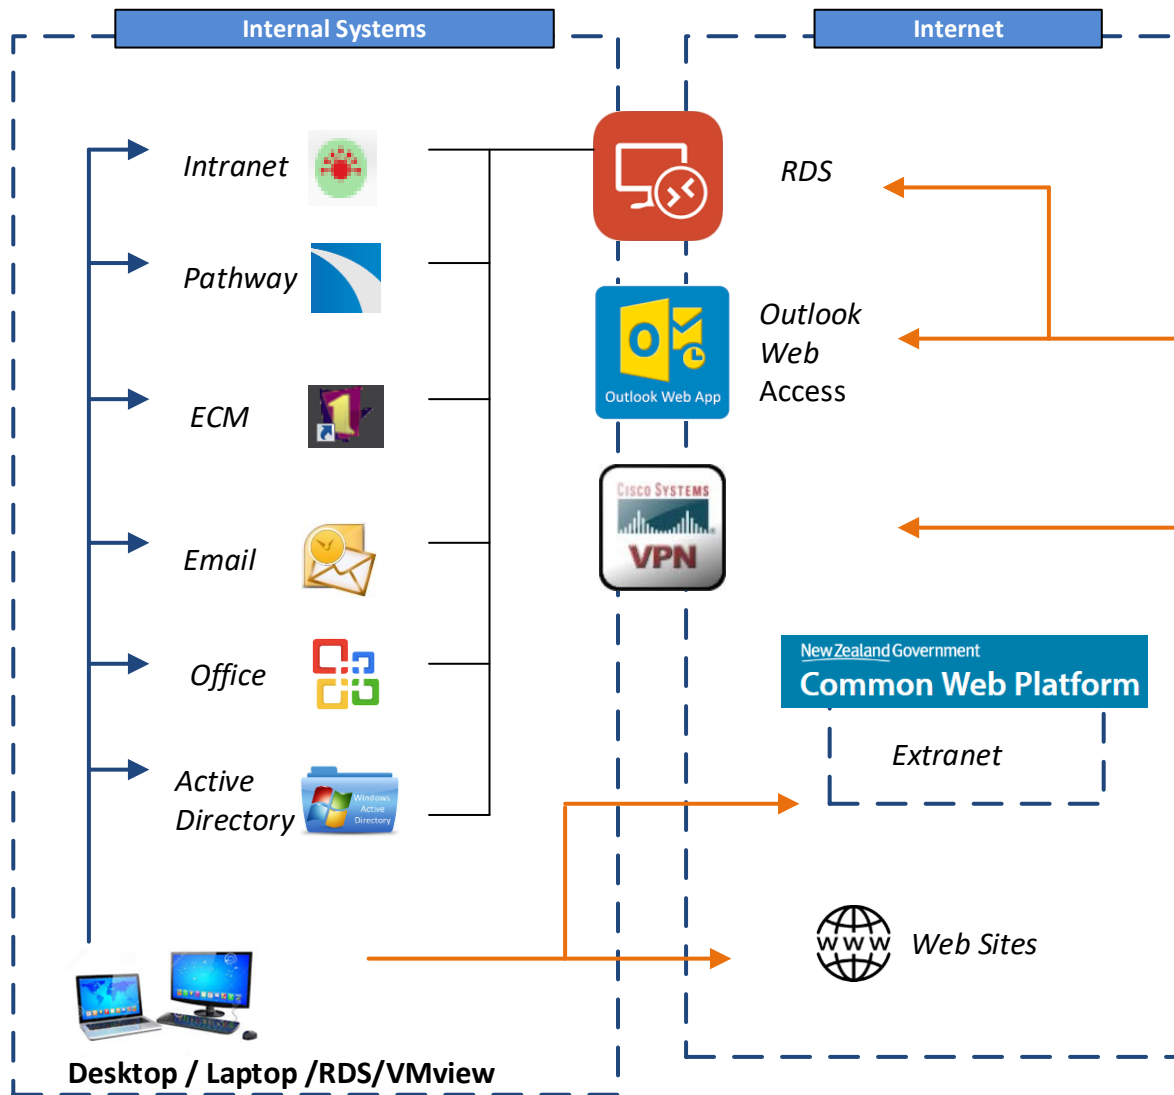 Internal Systems
Internet
Intranet
RDS
Pathway
Outlook
Web
Access
Outlook Web App
ECM
CISCO SYSTEMS
VPN
Email
New Zealand Government
Common Web Platform
Office
Extranet
Active
Directory
Windows
Active
Directory
WWW
Web Sites
Desktop / Laptop /RDS/VMview